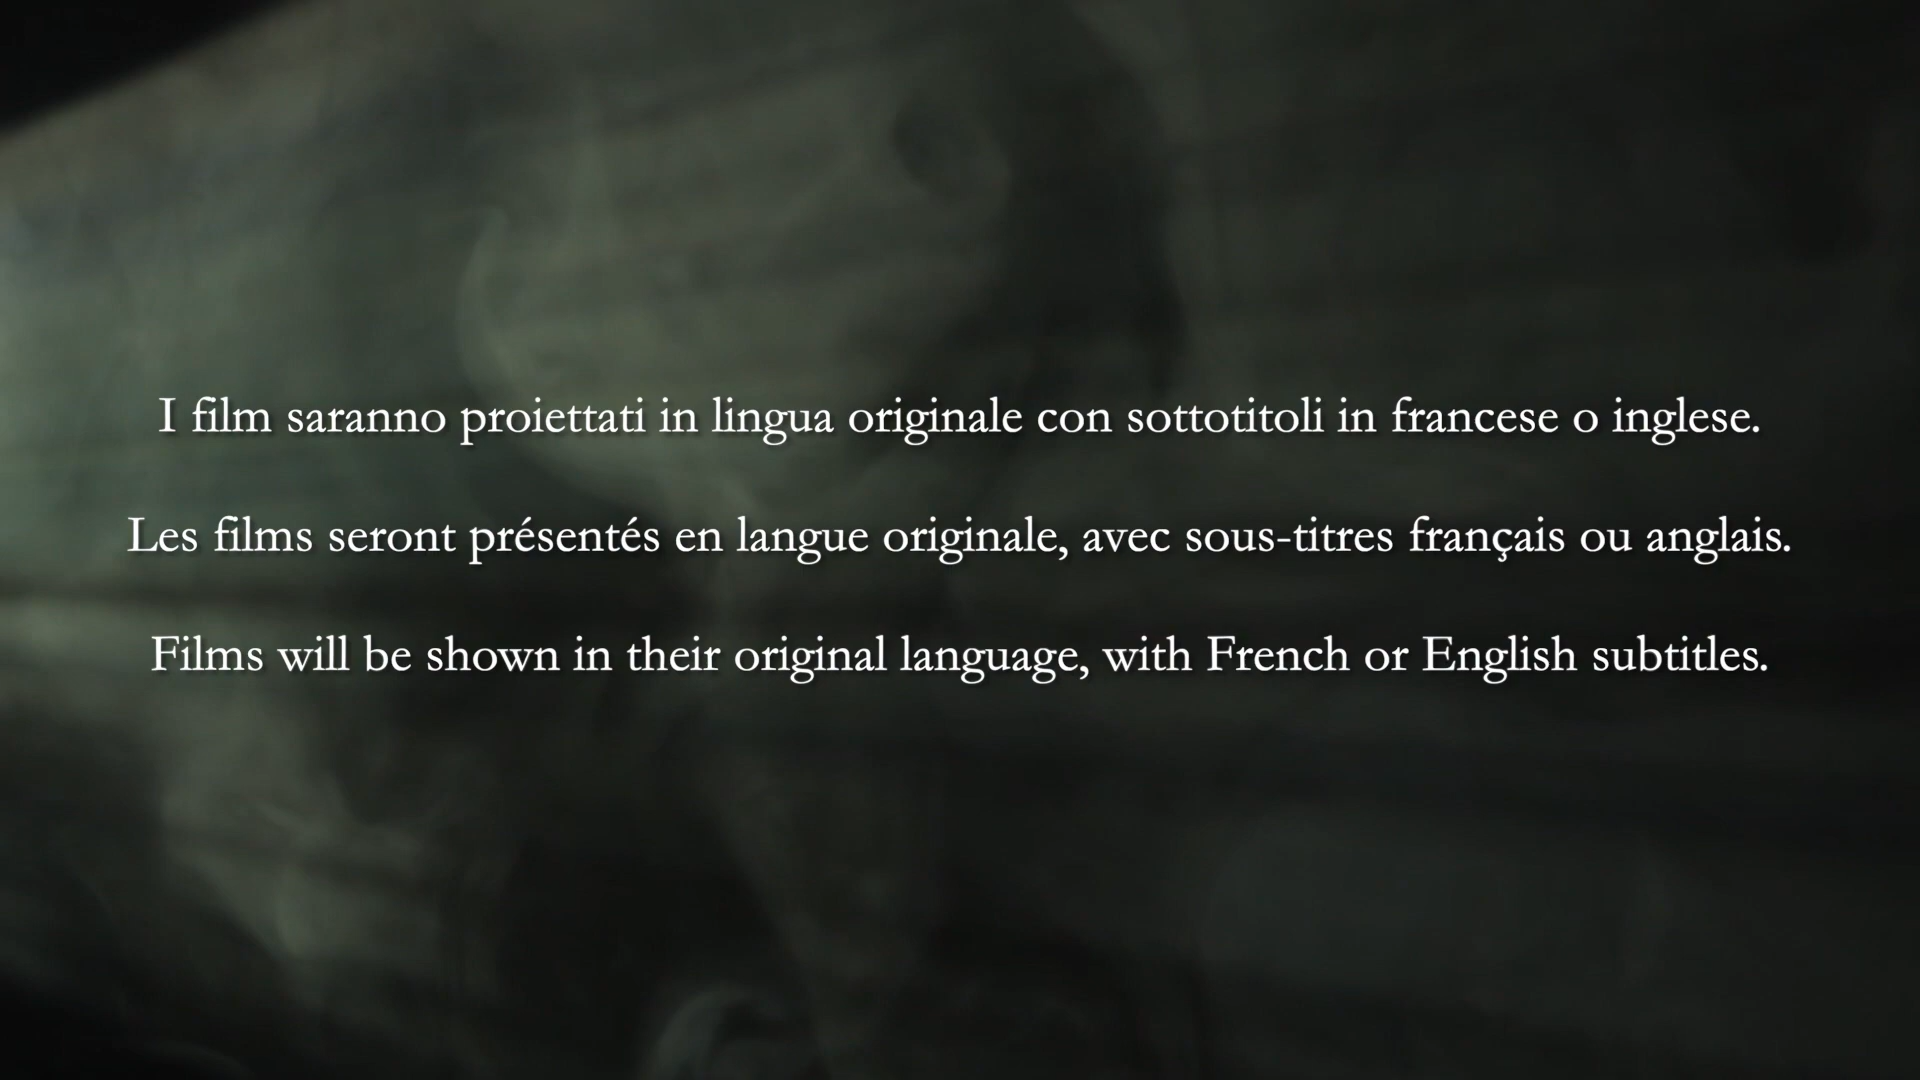 I film saranno proiettati in lingua originale con sottotitoli in francese o inglese.
Les films seront présentés en langue originale, avec sous-titres français ou anglais.
Films will be shown in their original language, with French or English subtitles.